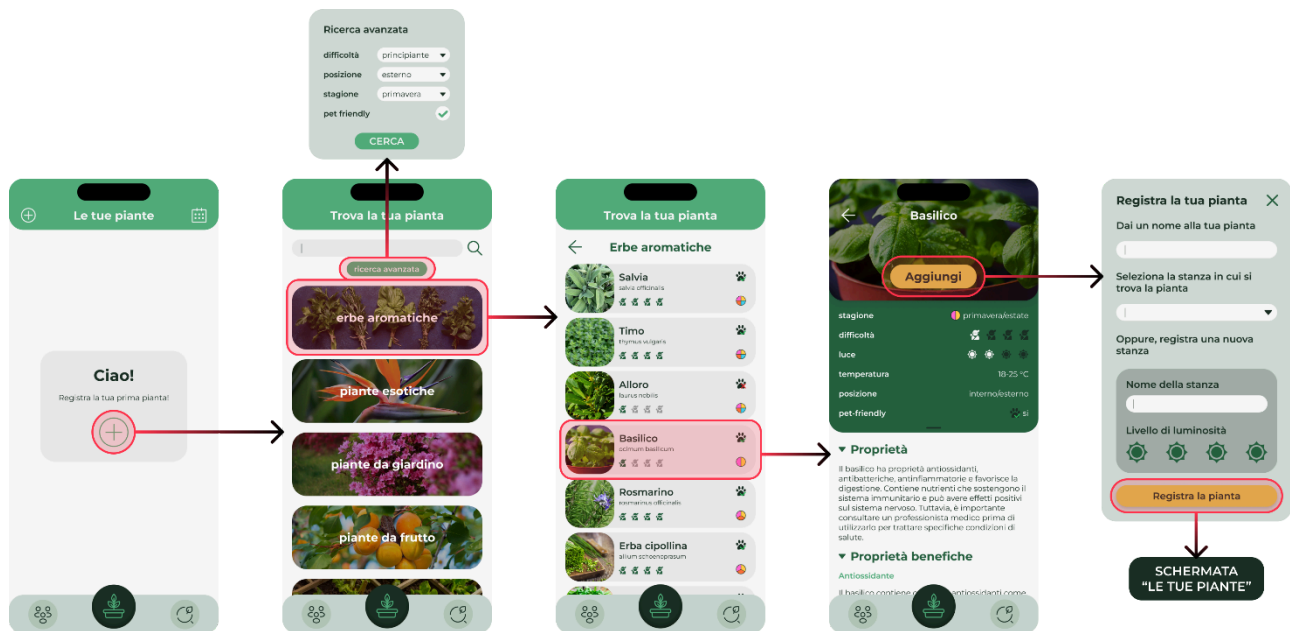 Ricerca avanzata
difficoltà principiante
posizione esterno
stagione primavera
pet friendly
CERCA
Le tue piante
Ciao!
Registra la tua prima pianta!
Trova la tua pianta
ricerca avanzata
erbe aromatiche
piante esotiche
piante da giardino
piante da frutto
Trova la tua pianta
Erbe aromatiche
Salvia
salvia officinalis
Timo
thymus vulgaris
Alloro
laurus nobilis
Basilico
ocimum basilicum
Rosmarino
rosmarinus officinalis
Erba cipollina
allium schoenoprasum
Basilico
Aggiungi
stagione primavera/estate
difficoltà
luce
temperatura 18-25 °C
posizione interno/esterno
pet-friendly si
Proprietà
Il basilico ha proprietà antiossidanti,
antibatteriche, antinfiammatorie e favorisce la
digestione. Contiene nutrienti che sostengono il
sistema immunitario e può avere effetti positivi
sul sistema nervoso. Tuttavia, è importante
consultare un professionista medico prima di
utilizzarlo per trattare specifiche condizioni di
salute.
Proprietà benefiche
Antiossidante
Il basilico contiene antiossidanti come
Registra la tua pianta
Dai un nome alla tua pianta
Seleziona la stanza in cui si
trova la pianta
Oppure, registra una nuova
stanza
Nome della stanza
Livello di luminosità
Registra la pianta
SCHERMATA
"LE TUE PIANTE"